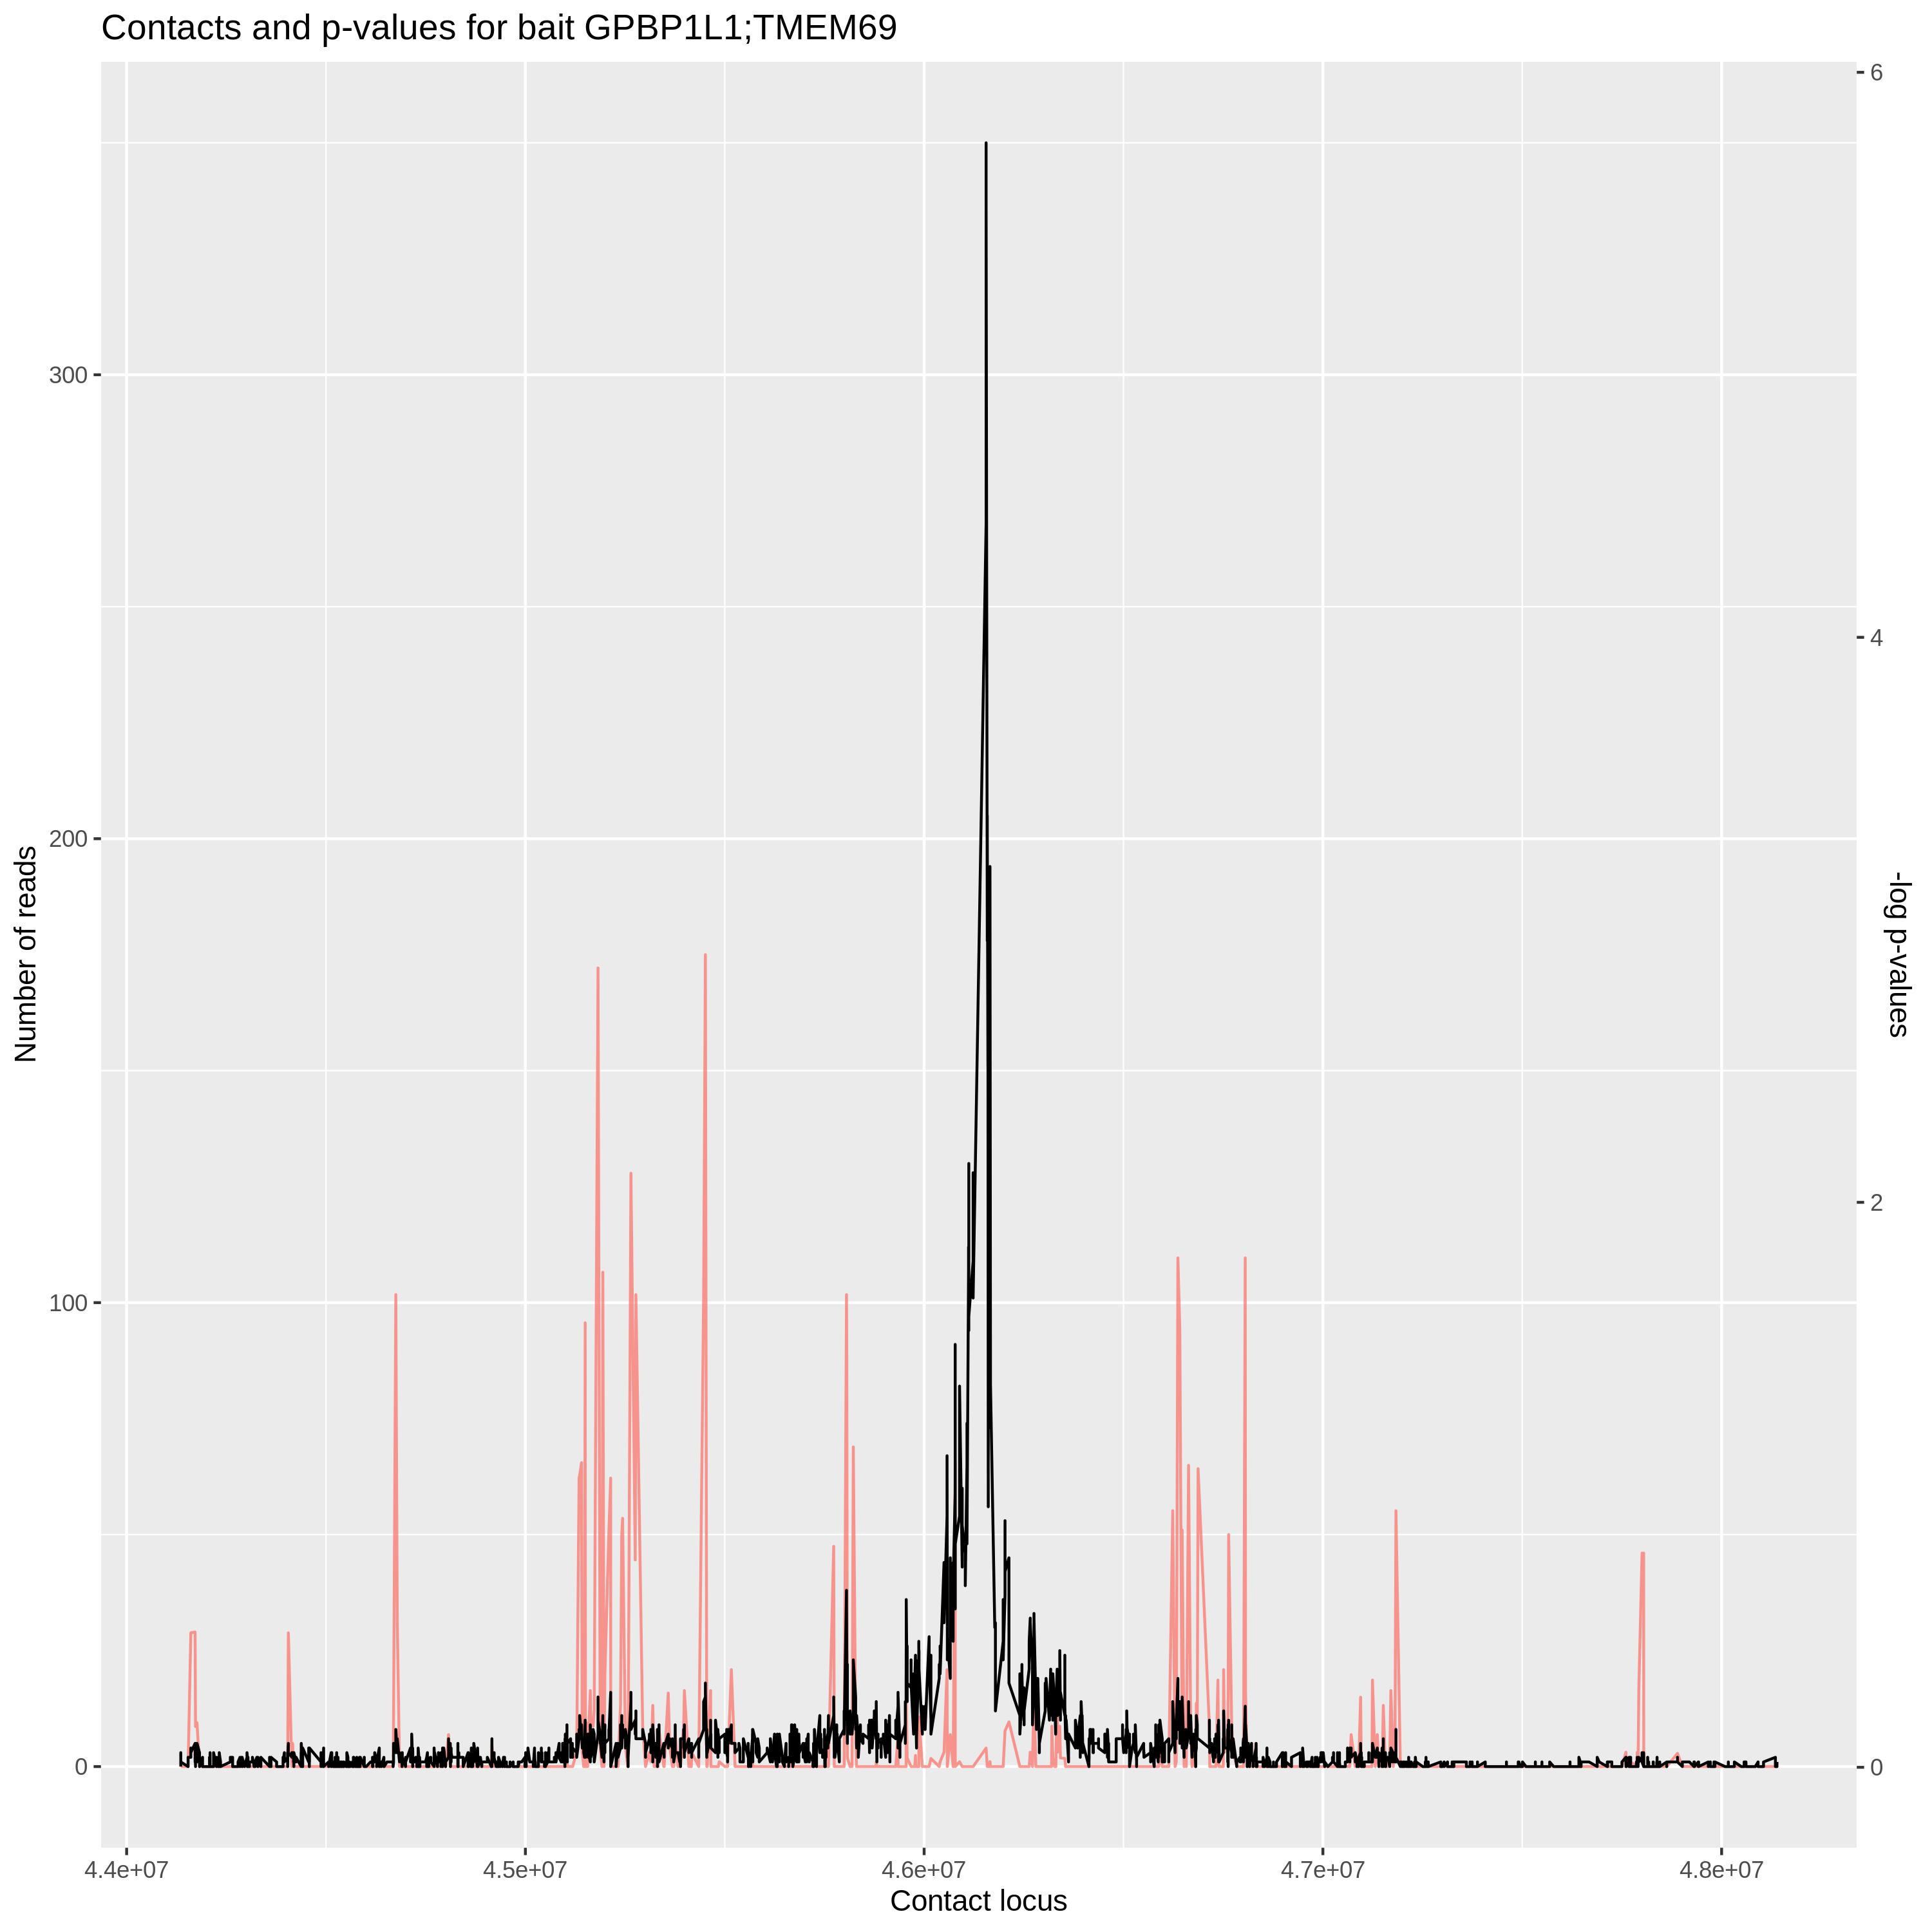 Contacts and p-values for bait GPBP1L1;TMEM69
6
300
4
200
Number of reads
-log p-values
2
100
0
0
4.4e+07
4.5e+07
4.6e+07
4.7e+07
4.8e+07
Contact locus